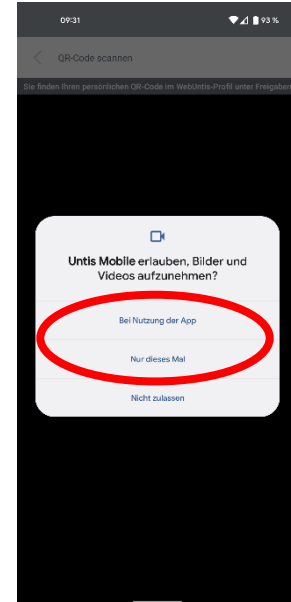 09:31
93 %
QR-Code scannen
Sie finden Ihren persönlichen QR-Code im WebUntis-Profil unter Freigaben
Untis Mobile erlauben, Bilder und
Videos aufzunehmen?
Bei Nutzung der App
Nur dieses Mal
Nicht zulassen